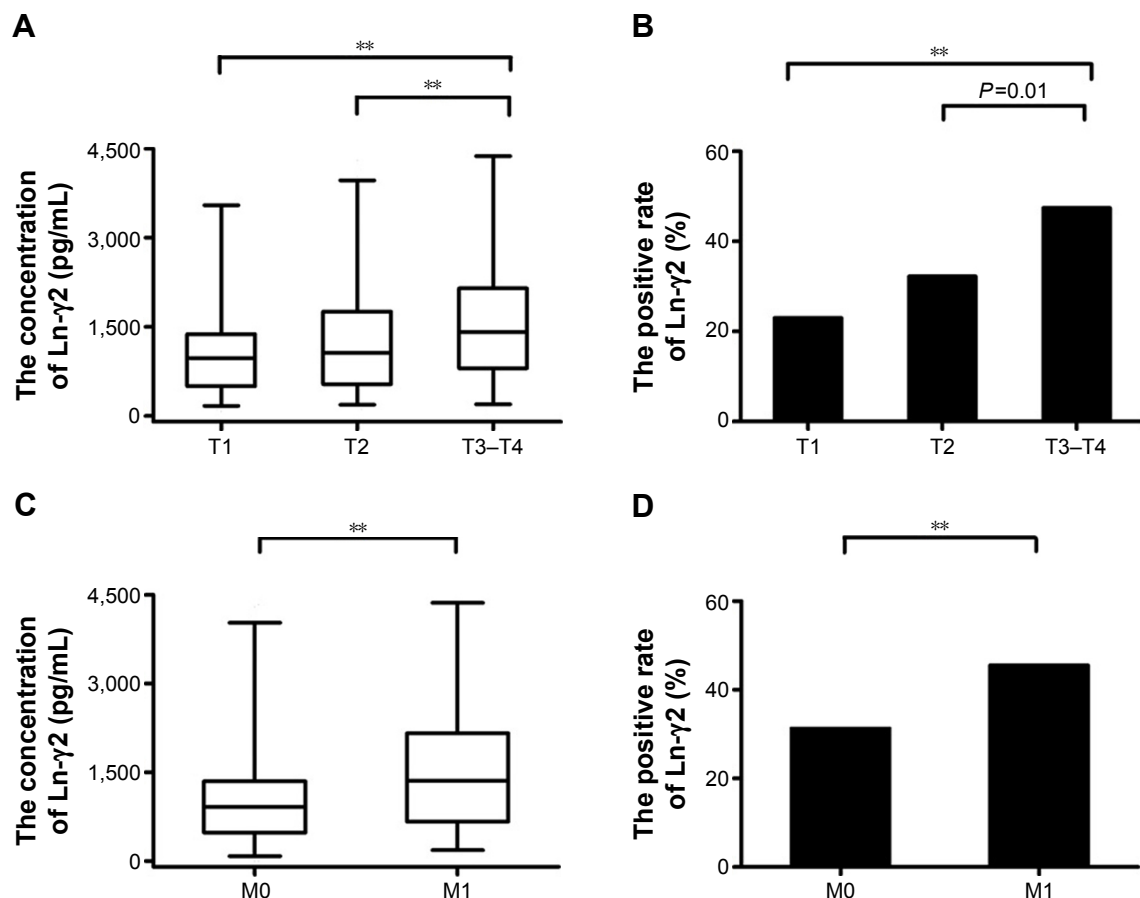 A
**
**
The concentration
of Ln-γ2 (pg/mL)
4,500
3,000
1,500
0
T1 T2 T3–T4
B
**
P=0.01
The positive rate
of Ln-γ2 (%)
60
40
20
0
T1 T2 T3–T4
C
**
The concentration
of Ln-γ2 (pg/mL)
4,500
3,000
1,500
0
M0 M1
D
**
The positive rate
of Ln-γ2 (%)
60
40
20
0
M0 M1